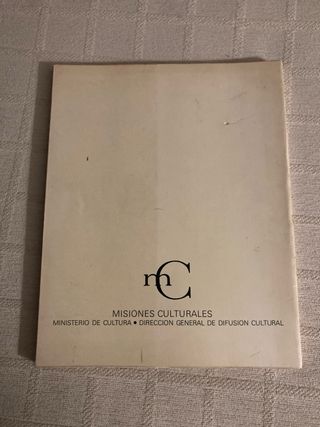 mC
MISIONES CULTURALES
MINISTERIO DE CULTURA • DIRECCION GENERAL DE DIFUSION CULTURAL